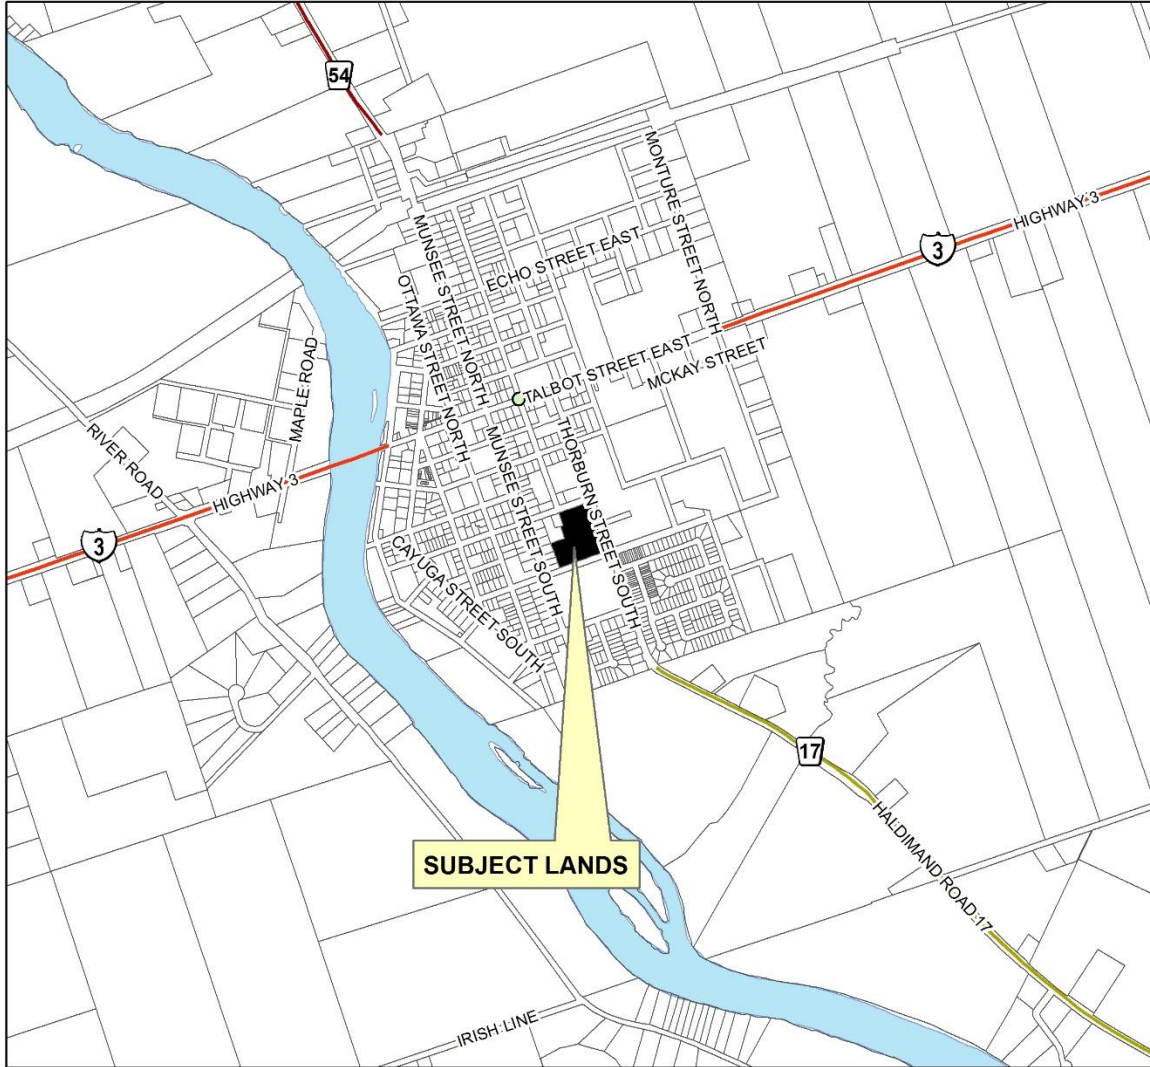 54
MONTURE STREET NORTH
HIGHWAY 3
3
MUNSEE STREET NORTH
ECHO STREET EAST
OTTAWA STREET NORTH
MAPLE ROAD
TALBOT STREET EAST
MCKAY STREET
RIVER ROAD
HIGHWAY 3
3
MUNSEE STREET SOUTH
THORBURN STREET SOUTH
CAYUGA STREET SOUTH
17
SUBJECT LANDS
HALDIMAND ROAD 17
IRISH LINE